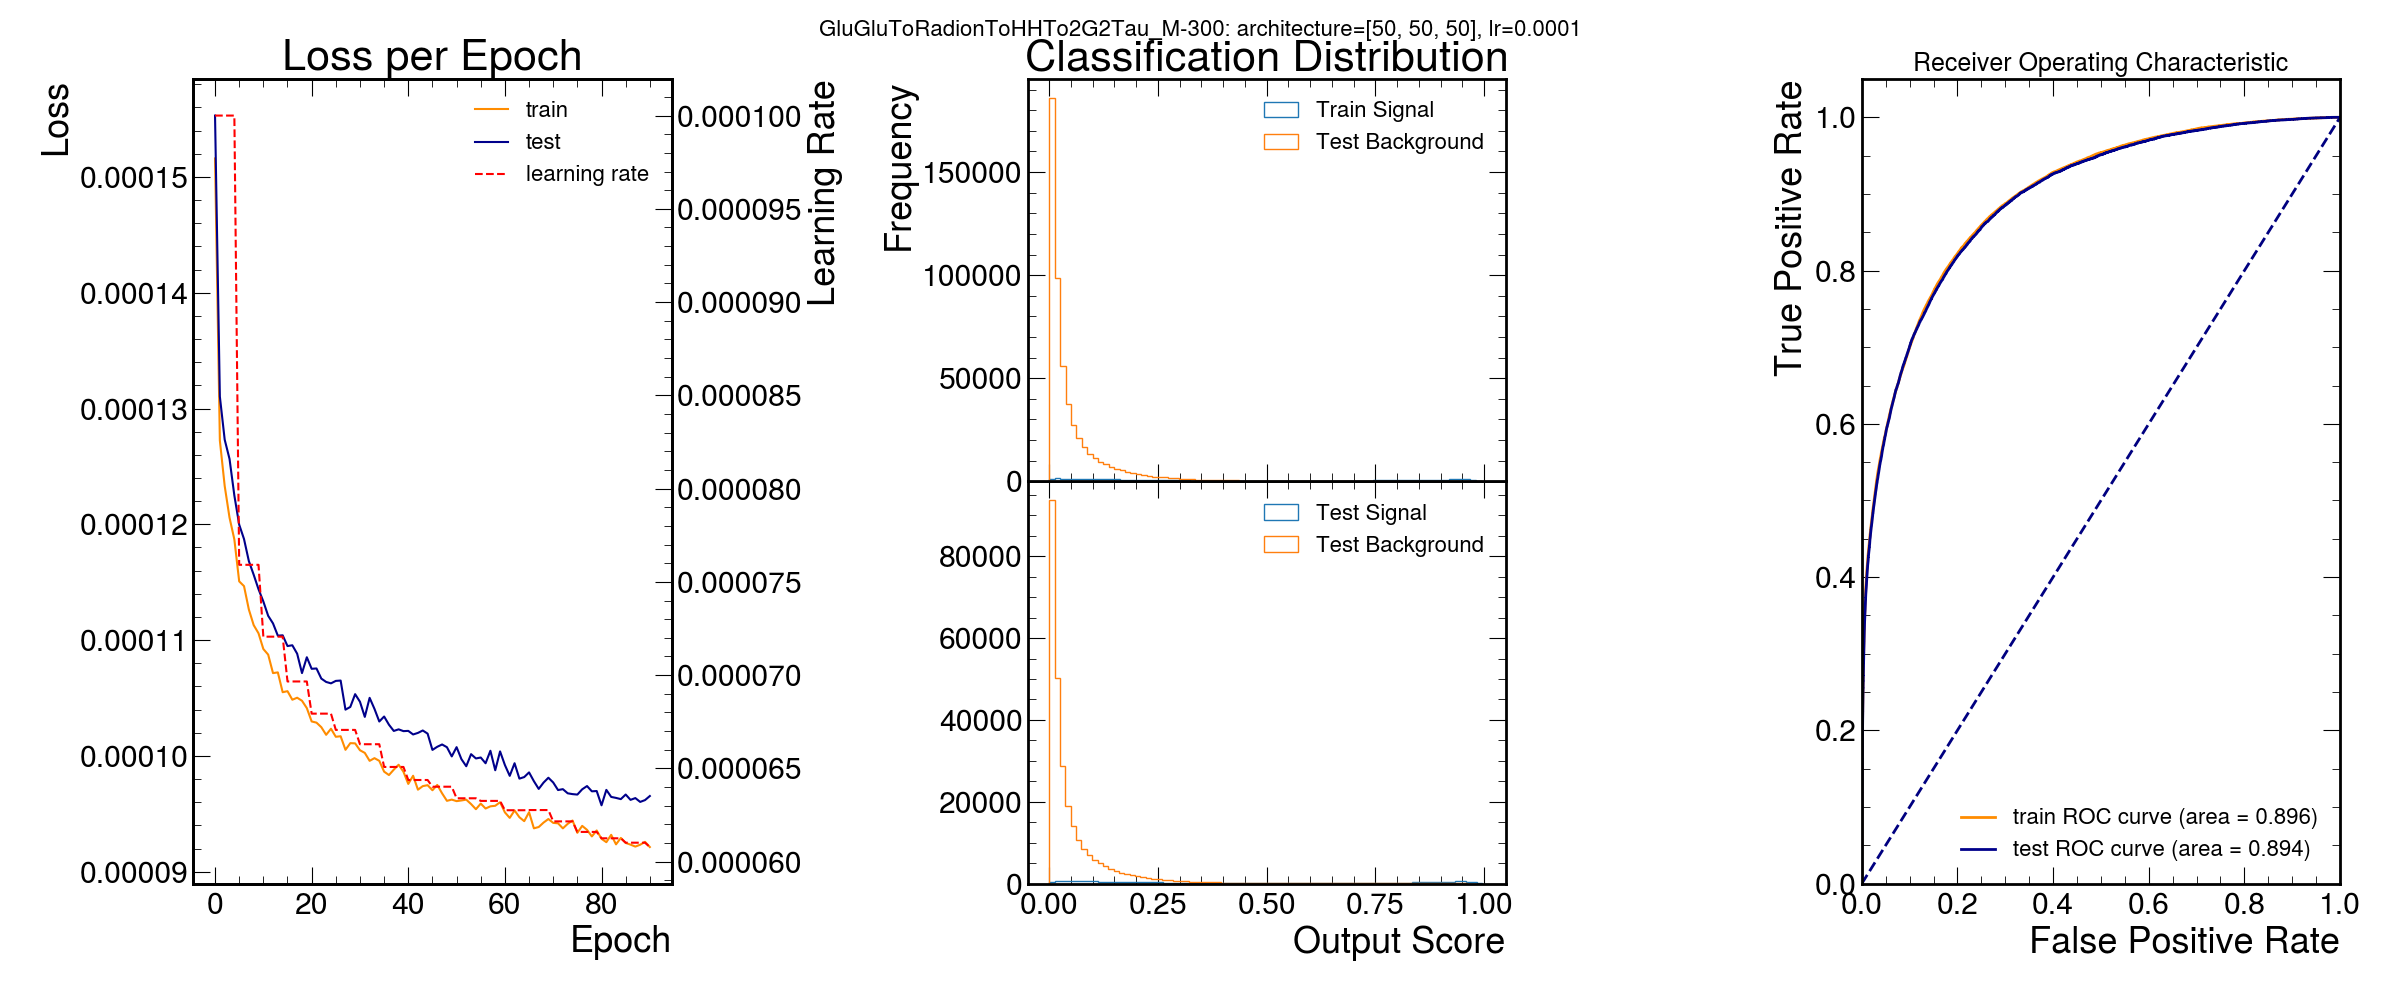 GluGluToRadionToHHTo2G2Tau_M-300: architecture=[50, 50, 50], lr=0.0001
Loss per Epoch
Loss
Learning Rate
train
test
learning rate
0.00015
0.00014
0.00013
0.00012
0.00011
0.00010
0.00009
0.000100
0.000095
0.000090
0.000085
0.000080
0.000075
0.000070
0.000065
0.000060
0 20 40 60 80
Epoch
Classification Distribution
Frequency
Train Signal
Test Background
150000
100000
50000
0
Test Signal
Test Background
80000
60000
40000
20000
0
0.00 0.25 0.50 0.75 1.00
Output Score
Receiver Operating Characteristic
True Positive Rate
1.0
0.8
0.6
0.4
0.2
0.0
train ROC curve (area = 0.896)
test ROC curve (area = 0.894)
0.0 0.2 0.4 0.6 0.8 1.0
False Positive Rate